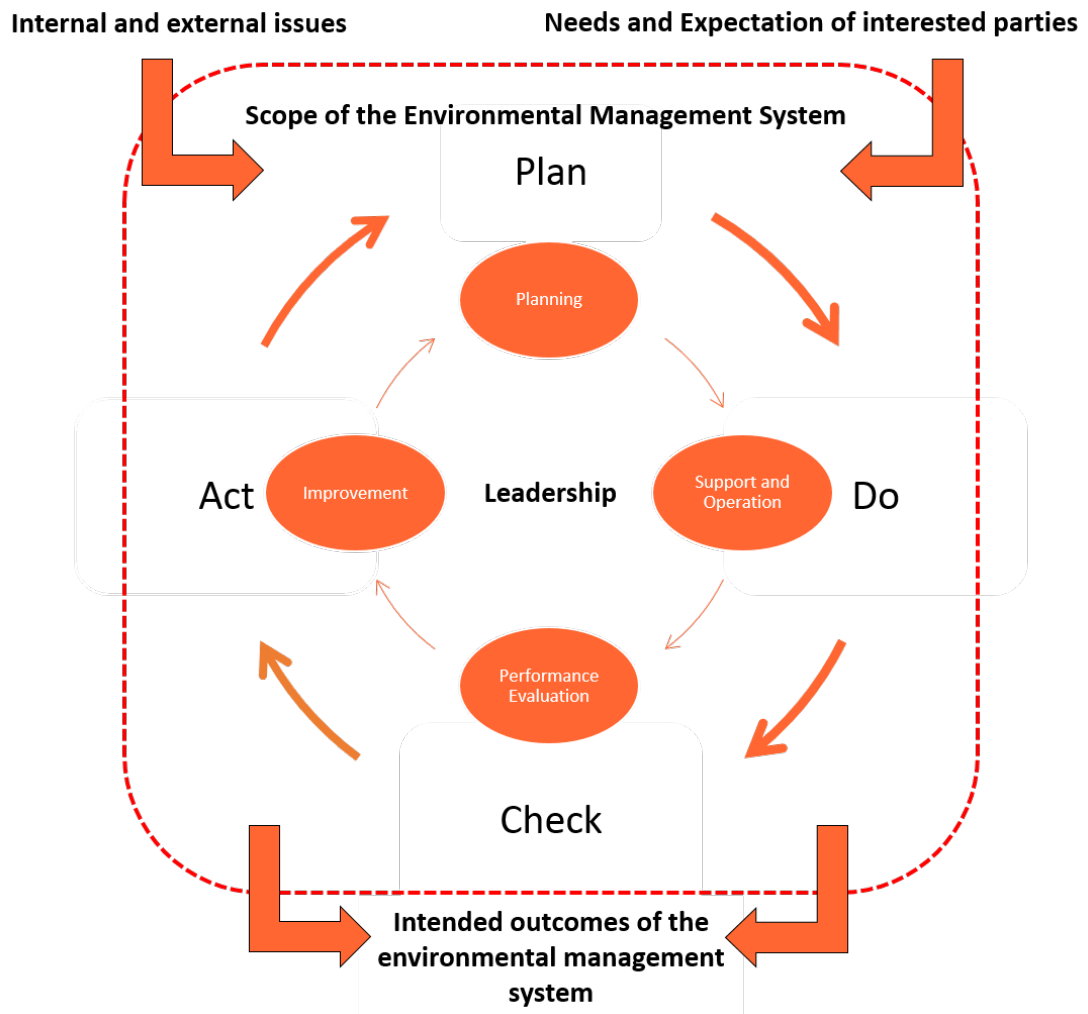 Internal and external issues
Needs and Expectation of interested parties
Scope of the Environmental Management System
Plan
Planning
Act
Improvement
Leadership
Support and
Operation
Do
Performance
Evaluation
Check
Intended outcomes of the
environmental management
system